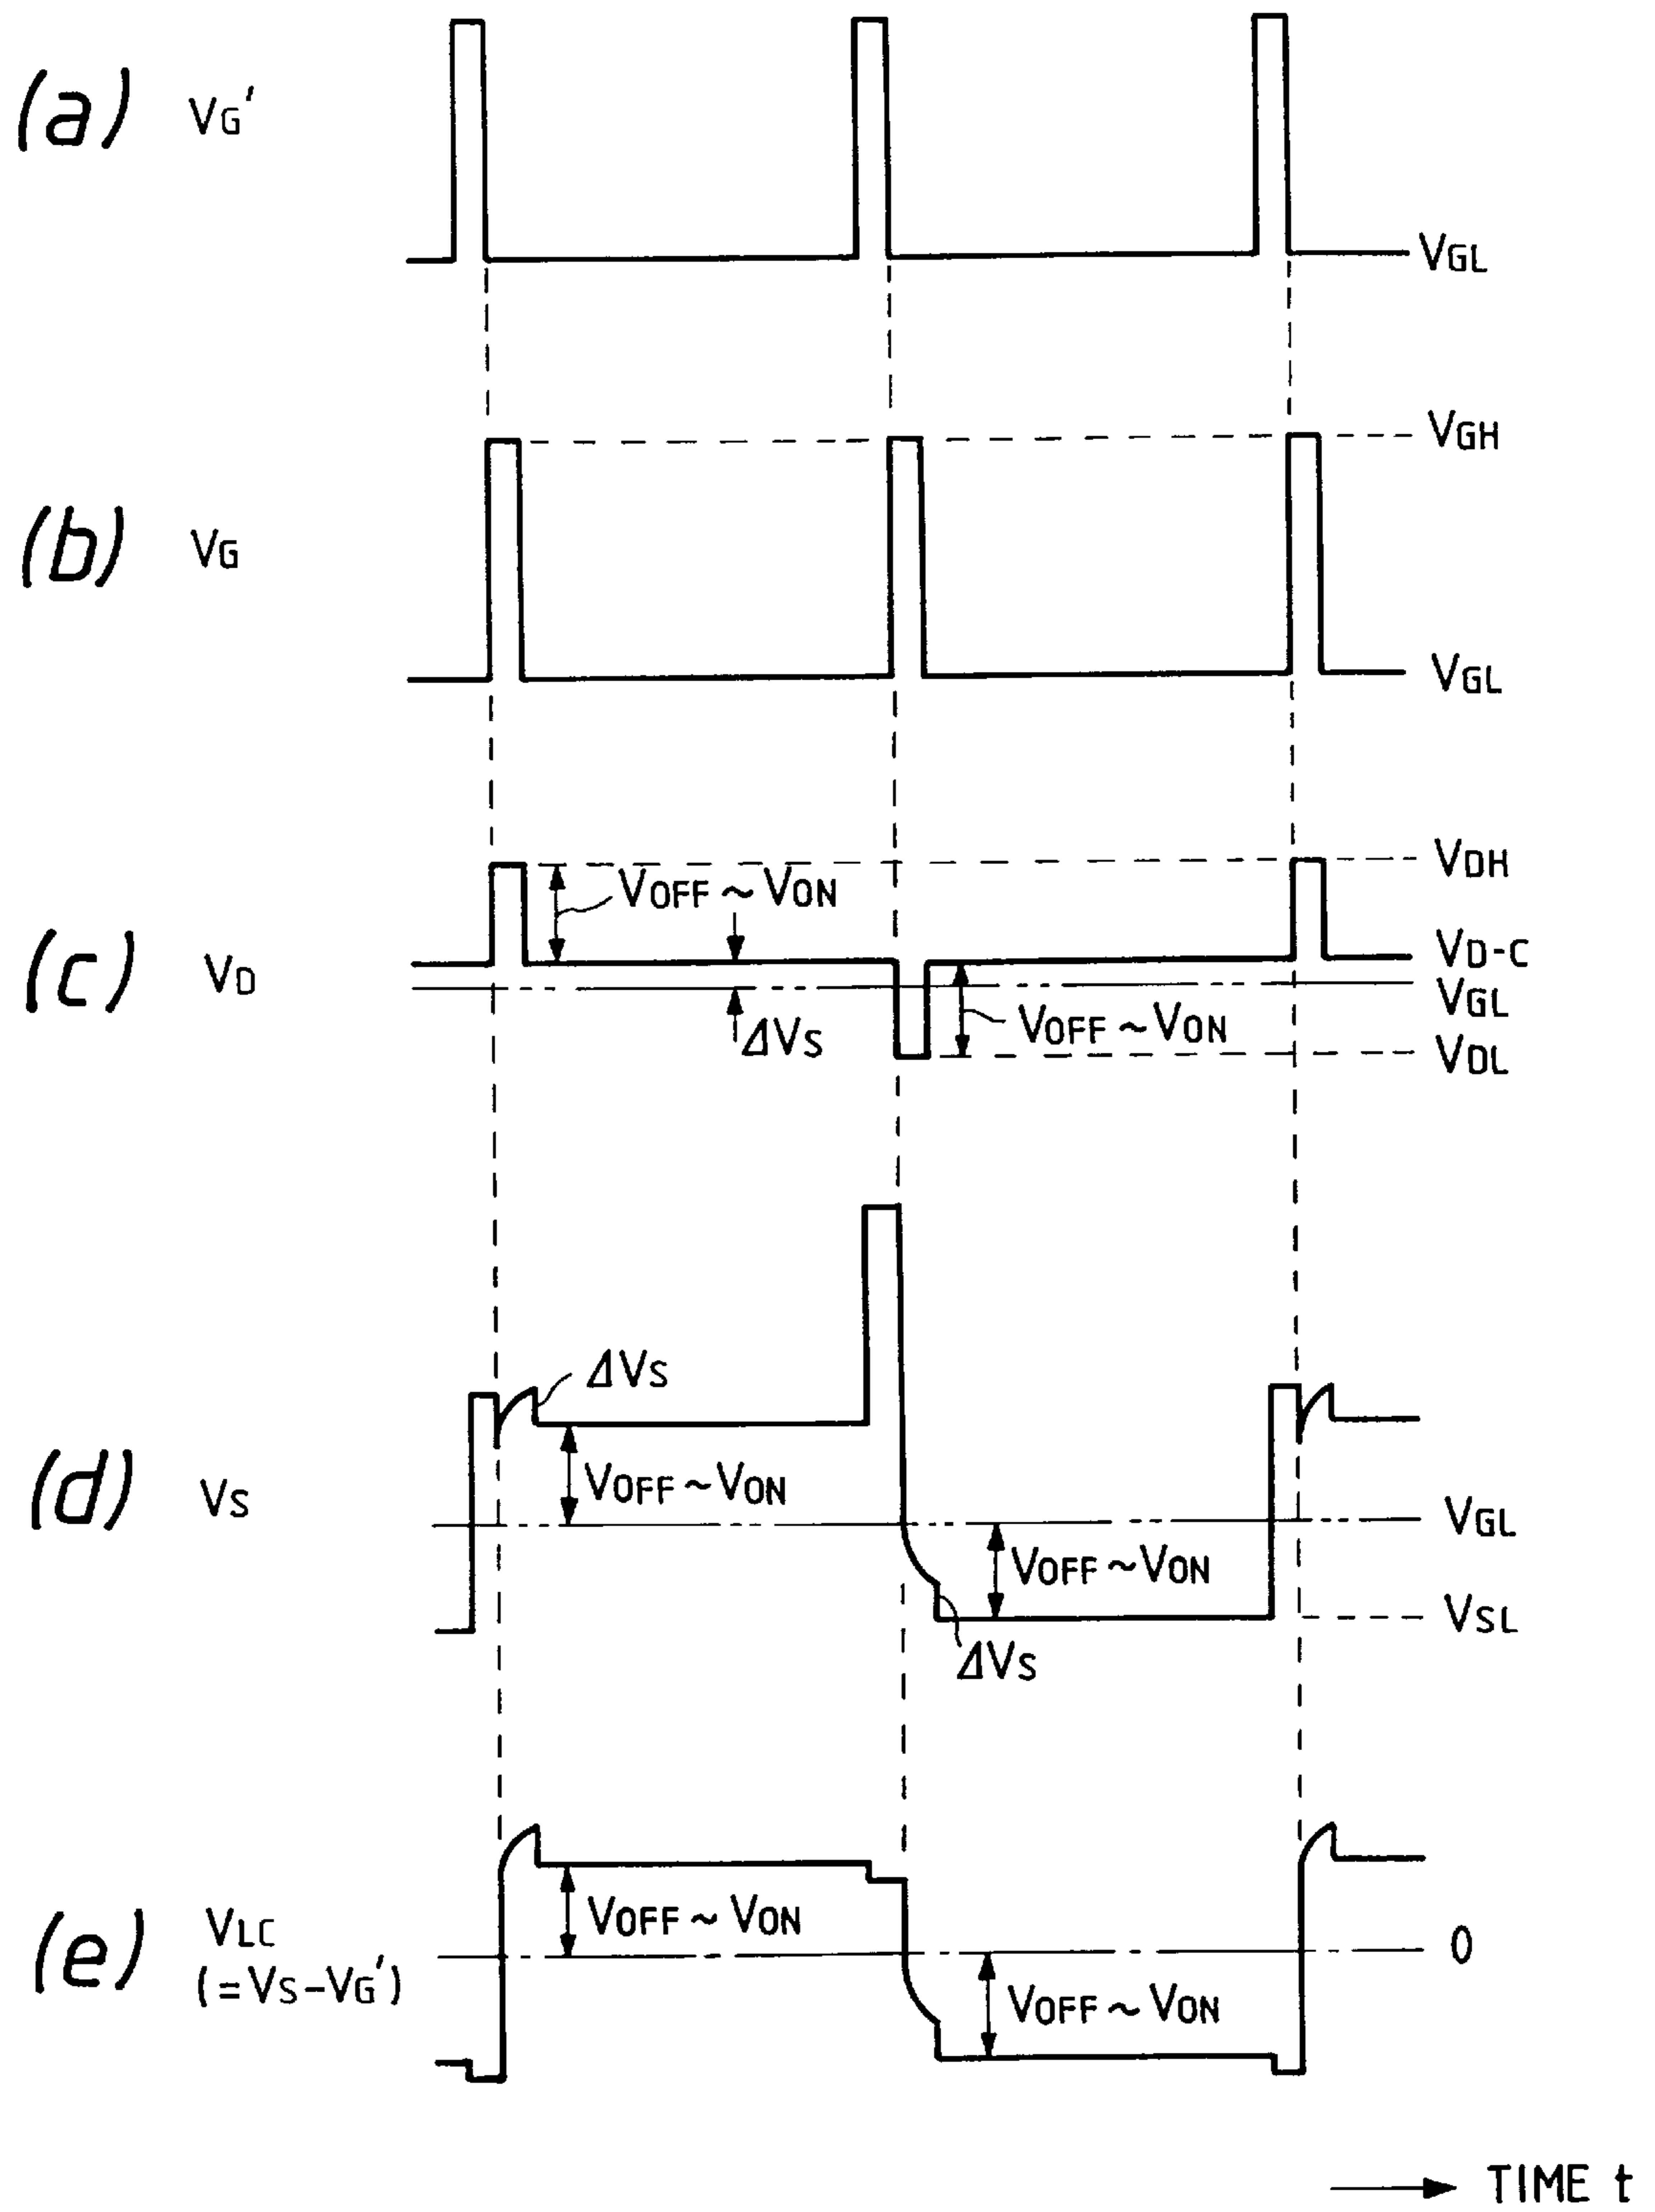 (a) VG'
VGL
VGH
(b) VG
VGL
VDH
VOFF ~ VON
(c) VD
VD-C
VGL
ΔVS
VOFF ~ VON
VDL
ΔVS
(d) VS
VOFF ~ VON
VGL
VOFF ~ VON
VSL
ΔVS
(e) VLC
(=VS-VG')
VOFF ~ VON
0
VOFF ~ VON
TIME t